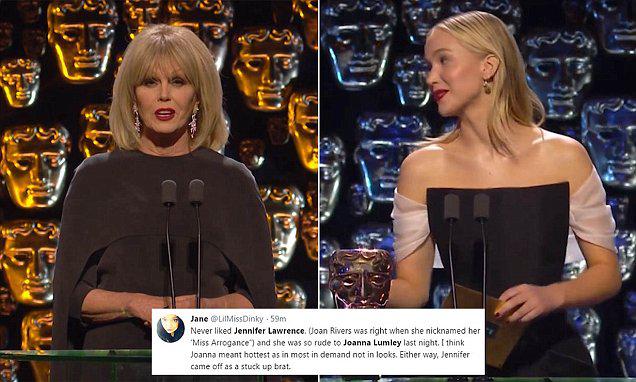 Jane @LilMissDinky · 59m
Never liked Jennifer Lawrence. (Joan Rivers was right when she nicknamed her
"Miss Arrogance") and she was so rude to Joanna Lumley last night. I think
Joanna meant hottest as in most in demand not in looks. Either way, Jennifer
came off as a stuck up brat.